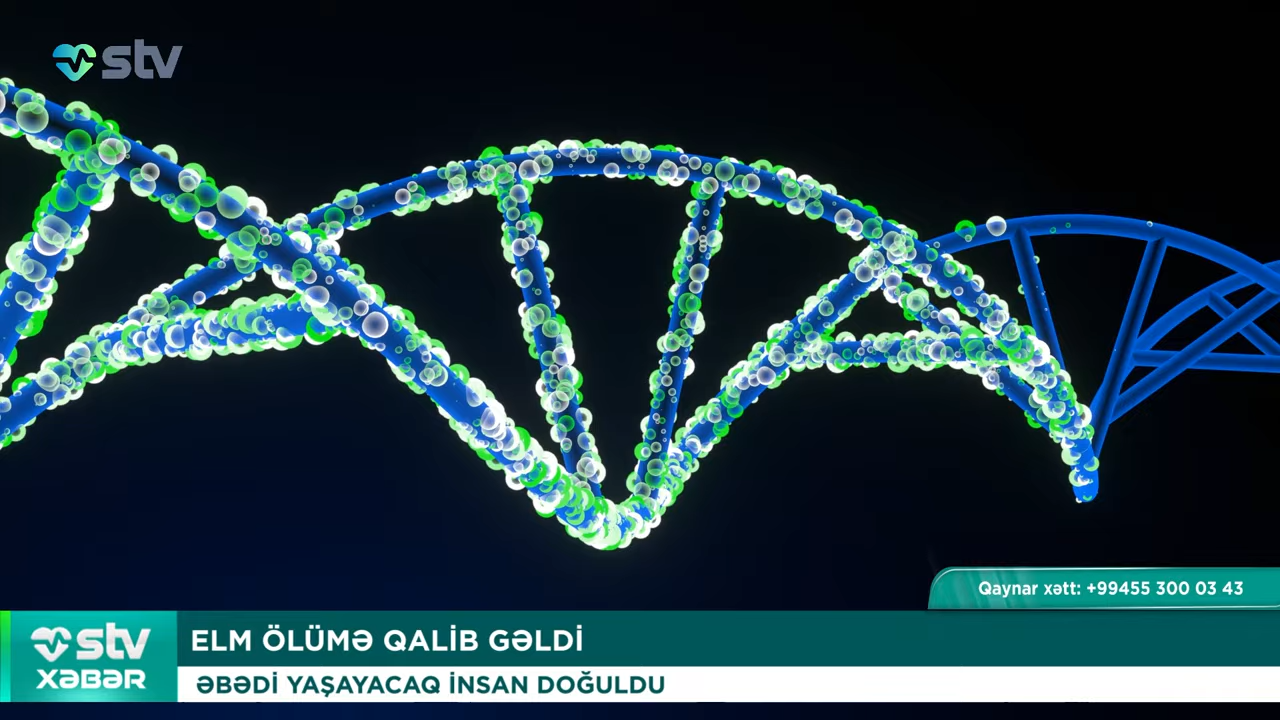 stv
Qaynar xətt: +99455 300 03 43
stv
XƏBƏR
ELM ÖLÜMƏ QALİB GƏLDİ
ƏBƏDİ YAŞAYACAQ İNSAN DOĞULDU